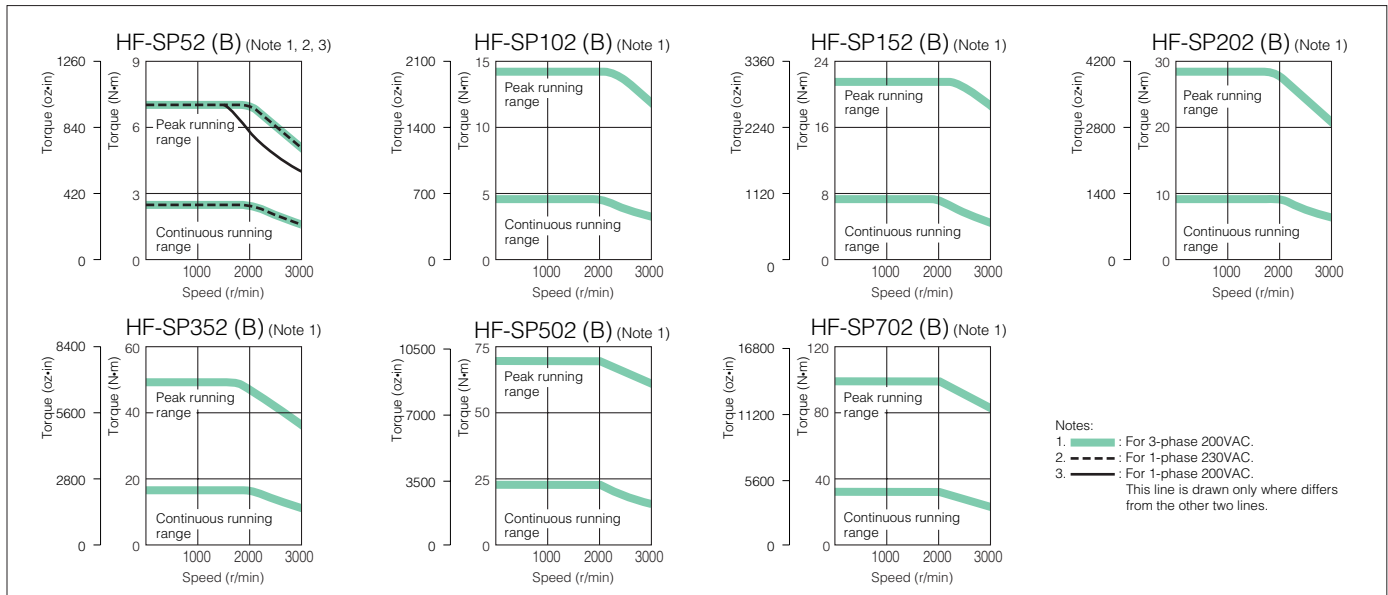 HF-SP52 (B) (Note 1, 2, 3)
Torque (oz•in)
1260
840
420
0
Torque (N•m)
9
6
3
0
Peak running
range
Continuous running
range
1000 2000 3000
Speed (r/min)
HF-SP102 (B) (Note 1)
Torque (oz•in)
2100
1400
700
0
Torque (N•m)
15
10
5
0
Peak running
range
Continuous running
range
1000 2000 3000
Speed (r/min)
HF-SP152 (B) (Note 1)
Torque (oz•in)
3360
2240
1120
0
Torque (N•m)
24
16
8
0
Peak running
range
Continuous running
range
1000 2000 3000
Speed (r/min)
HF-SP202 (B) (Note 1)
Torque (oz•in)
4200
2800
1400
0
Torque (N•m)
30
20
10
0
Peak running
range
Continuous running
range
1000 2000 3000
Speed (r/min)
HF-SP352 (B) (Note 1)
Torque (oz•in)
8400
5600
2800
0
Torque (N•m)
60
40
20
0
Peak running
range
Continuous running
range
1000 2000 3000
Speed (r/min)
HF-SP502 (B) (Note 1)
Torque (oz•in)
10500
7000
3500
0
Torque (N•m)
75
50
25
0
Peak running
range
Continuous running
range
1000 2000 3000
Speed (r/min)
HF-SP702 (B) (Note 1)
Torque (oz•in)
16800
11200
5600
0
Torque (N•m)
120
80
40
0
Peak running
range
Continuous running
range
1000 2000 3000
Speed (r/min)
Notes:
1. : For 3-phase 200VAC.
2. : For 1-phase 230VAC.
3. : For 1-phase 200VAC.
This line is drawn only where differs
from the other two lines.